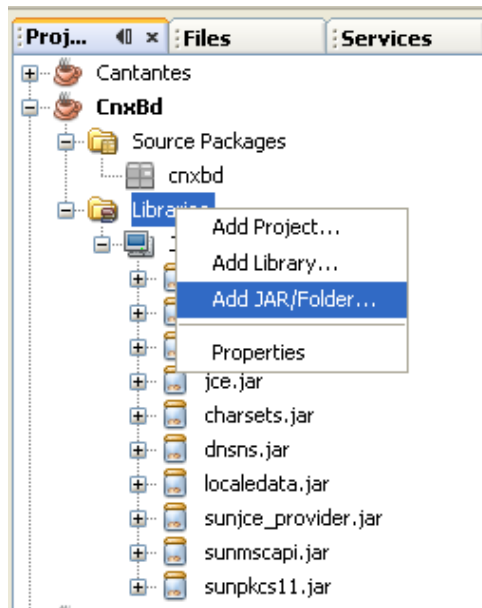 Proj... Files Services
Cantantes
CnxBd
Source Packages
cnxbd
Libraries
Add Project...
Add Library...
Add JAR/Folder...
Properties
jce.jar
charsets.jar
dnsns.jar
localedata.jar
sunjce_provider.jar
sunmscapi.jar
sunpkcs11.jar